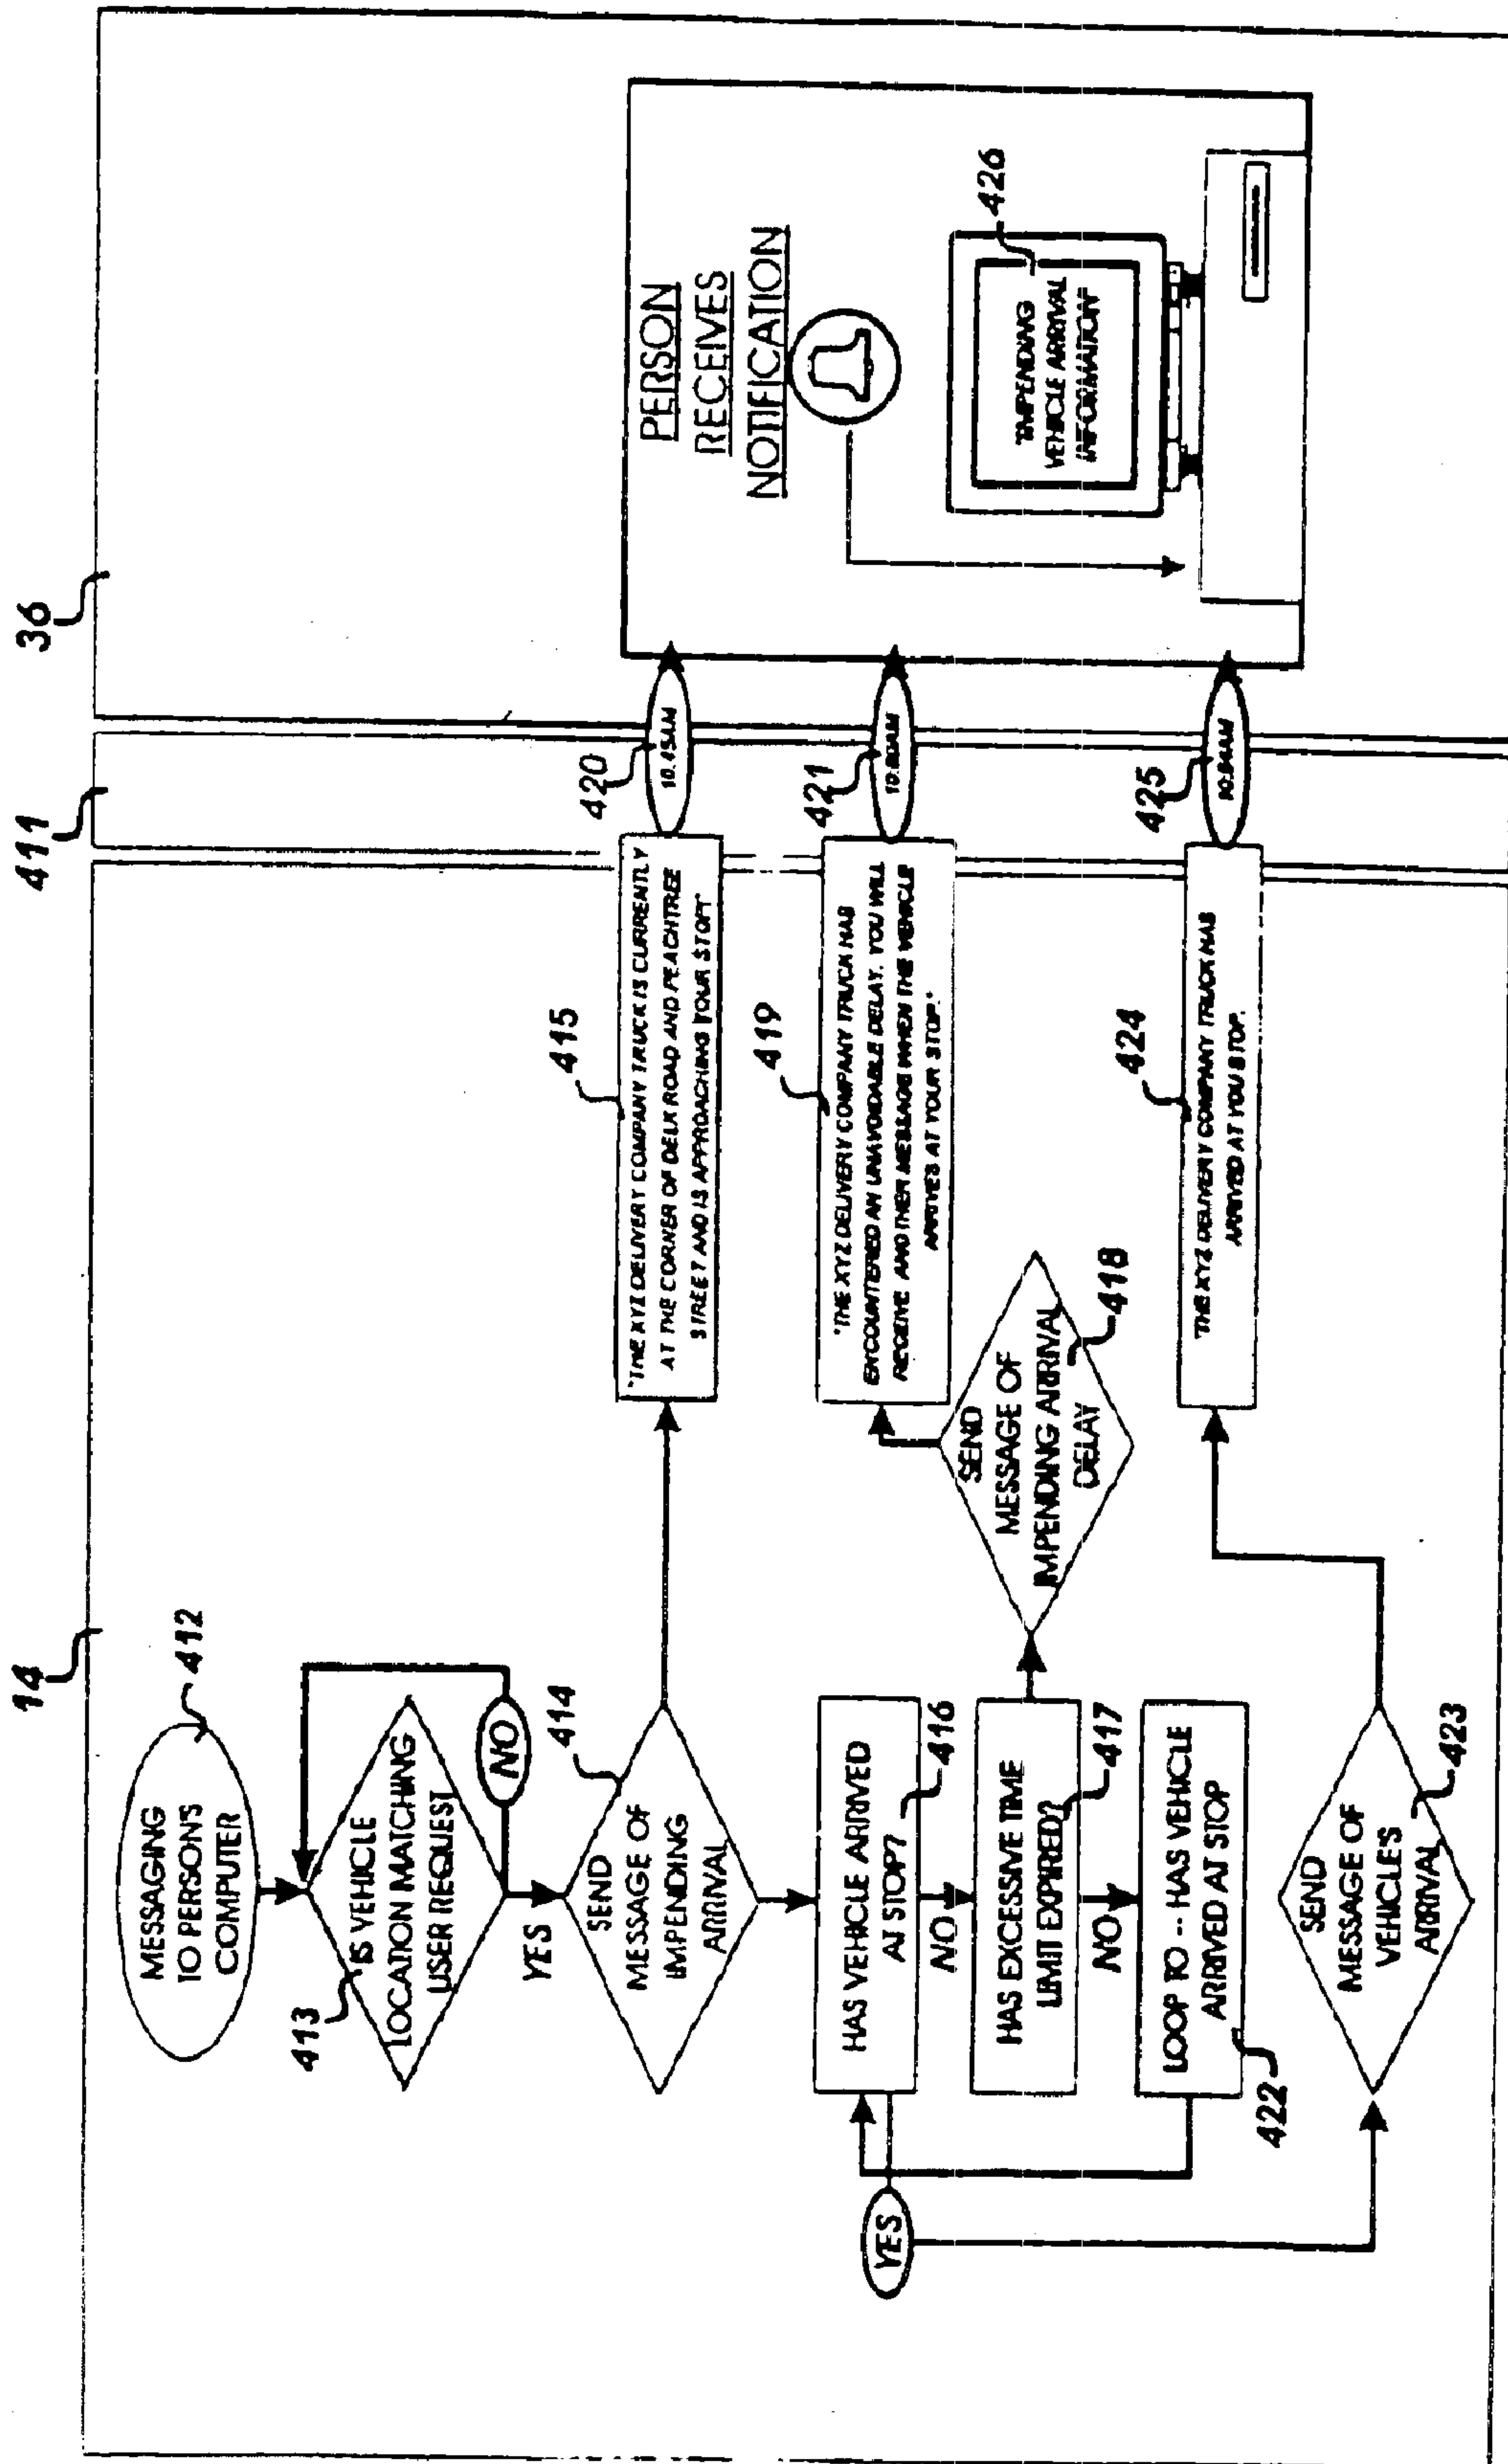 14
411
36
MESSAGING
TO PERSON'S
COMPUTER
412
413
IS VEHICLE
LOCATION MATCHING
USER REQUEST
NO
YES
414
SEND
MESSAGE OF
IMPENDING
ARRIVAL
415
"THE XYZ DELIVERY COMPANY TRUCK IS CURRENTLY
AT THE CORNER OF DELK ROAD AND PEACHTREE
STREET AND IS APPROACHING YOUR STOP"
420
10:45AM
HAS VEHICLE ARRIVED
AT STOP?
416
NO
HAS EXCESSIVE TIME
LIMIT EXPIRED?
417
NO
LOOP TO -- HAS VEHICLE
ARRIVED AT STOP
422
YES
SEND
MESSAGE OF
IMPENDING ARRIVAL
DELAY
418
419
"THE XYZ DELIVERY COMPANY TRUCK HAS
ENCOUNTERED AN UNAVOIDABLE DELAY. YOU WILL
RECEIVE ANOTHER MESSAGE WHEN THE VEHICLE
ARRIVES AT YOUR STOP."
421
SEND
MESSAGE OF
VEHICLE'S
ARRIVAL
423
424
"THE XYZ DELIVERY COMPANY TRUCK HAS
ARRIVED AT YOU STOP.
425
PERSON
RECEIVES
NOTIFICATION
"IMPENDING
VEHICLE ARRIVAL
INFORMATION"
426